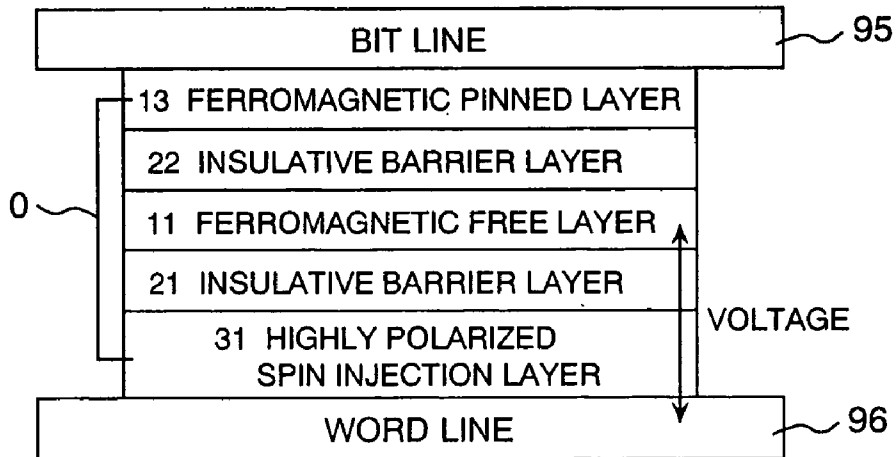 BIT LINE
95
13 FERROMAGNETIC PINNED LAYER
22 INSULATIVE BARRIER LAYER
0
11 FERROMAGNETIC FREE LAYER
21 INSULATIVE BARRIER LAYER
VOLTAGE
31 HIGHLY POLARIZED
SPIN INJECTION LAYER
WORD LINE
96